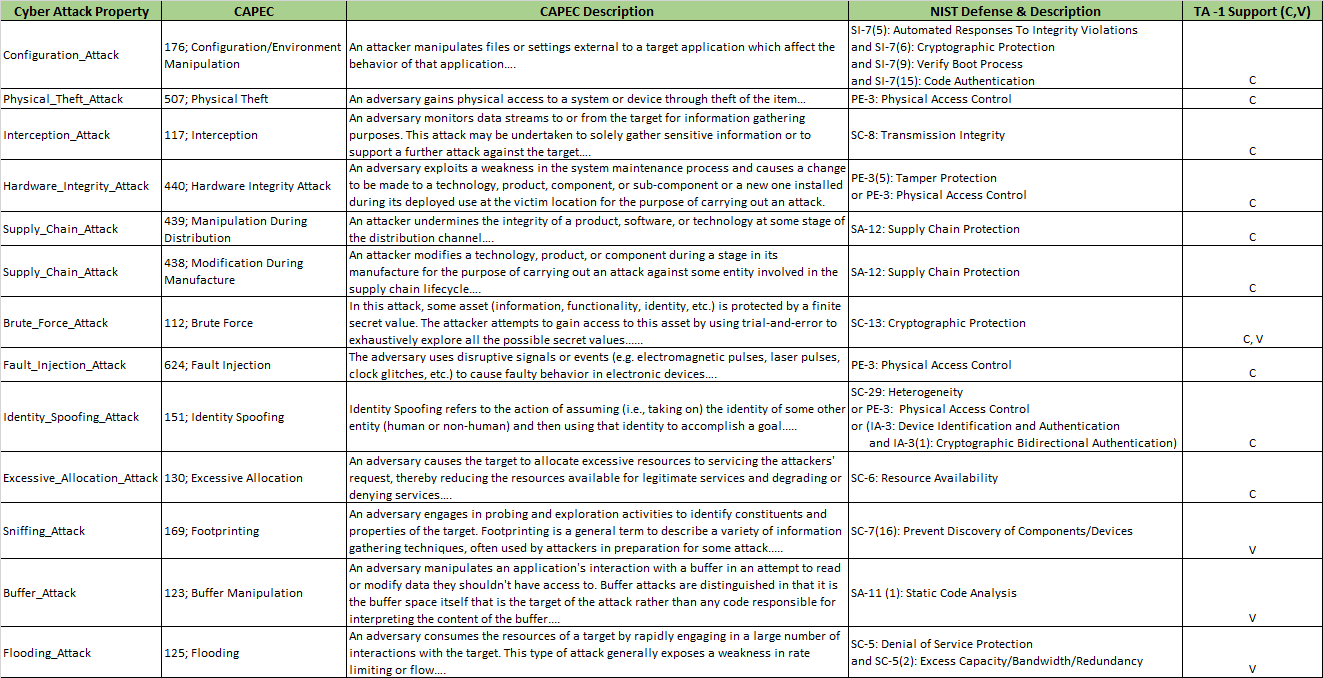 Cyber Attack Property CAPEC CAPEC Description NIST Defense & Description TA -1 Support (C,V)
Configuration_Attack
176; Configuration/Environment
Manipulation
An attacker manipulates files or settings external to a target application which affect the
behavior of that application....
SI-7(5): Automated Responses To Integrity Violations
and SI-7(6): Cryptographic Protection
and SI-7(9): Verify Boot Process
and SI-7(15): Code Authentication
C
Physical_Theft_Attack
507; Physical Theft
An adversary gains physical access to a system or device through theft of the item...
PE-3: Physical Access Control
C
Interception_Attack
117; Interception
An adversary monitors data streams to or from the target for information gathering
purposes. This attack may be undertaken to solely gather sensitive information or to
support a further attack against the target....
SC-8: Transmission Integrity
C
Hardware_Integrity_Attack
440; Hardware Integrity Attack
An adversary exploits a weakness in the system maintenance process and causes a change
to be made to a technology, product, component, or sub-component or a new one installed
during its deployed use at the victim location for the purpose of carrying out an attack.
PE-3(5): Tamper Protection
or PE-3: Physical Access Control
C
Supply_Chain_Attack
439; Manipulation During
Distribution
An attacker undermines the integrity of a product, software, or technology at some stage of
the distribution channel....
SA-12: Supply Chain Protection
C
Supply_Chain_Attack
438; Modification During
Manufacture
An attacker modifies a technology, product, or component during a stage in its
manufacture for the purpose of carrying out an attack against some entity involved in the
supply chain lifecycle....
SA-12: Supply Chain Protection
C
Brute_Force_Attack
112; Brute Force
In this attack, some asset (information, functionality, identity, etc.) is protected by a finite
secret value. The attacker attempts to gain access to this asset by using trial-and-error to
exhaustively explore all the possible secret values......
SC-13: Cryptographic Protection
C, V
Fault_Injection_Attack
624; Fault Injection
The adversary uses disruptive signals or events (e.g. electromagnetic pulses, laser pulses,
clock glitches, etc.) to cause faulty behavior in electronic devices....
PE-3: Physical Access Control
C
Identity_Spoofing_Attack
151; Identity Spoofing
Identity Spoofing refers to the action of assuming (i.e., taking on) the identity of some other
entity (human or non-human) and then using that identity to accomplish a goal.....
SC-29: Heterogeneity
or PE-3: Physical Access Control
or (IA-3: Device Identification and Authentication
and IA-3(1): Cryptographic Bidirectional Authentication)
C
Excessive_Allocation_Attack
130; Excessive Allocation
An adversary causes the target to allocate excessive resources to servicing the attackers'
request, thereby reducing the resources available for legitimate services and degrading or
denying services....
SC-6: Resource Availability
C
Sniffing_Attack
169; Footprinting
An adversary engages in probing and exploration activities to identify constituents and
properties of the target. Footprinting is a general term to describe a variety of information
gathering techniques, often used by attackers in preparation for some attack.....
SC-7(16): Prevent Discovery of Components/Devices
V
Buffer_Attack
123; Buffer Manipulation
An adversary manipulates an application's interaction with a buffer in an attempt to read
or modify data they shouldn't have access to. Buffer attacks are distinguished in that it is
the buffer space itself that is the target of the attack rather than any code responsible for
interpreting the content of the buffer....
SA-11 (1): Static Code Analysis
V
Flooding_Attack
125; Flooding
An adversary consumes the resources of a target by rapidly engaging in a large number of
interactions with the target. This type of attack generally exposes a weakness in rate
limiting or flow....
SC-5: Denial of Service Protection
and SC-5(2): Excess Capacity/Bandwidth/Redundancy
V